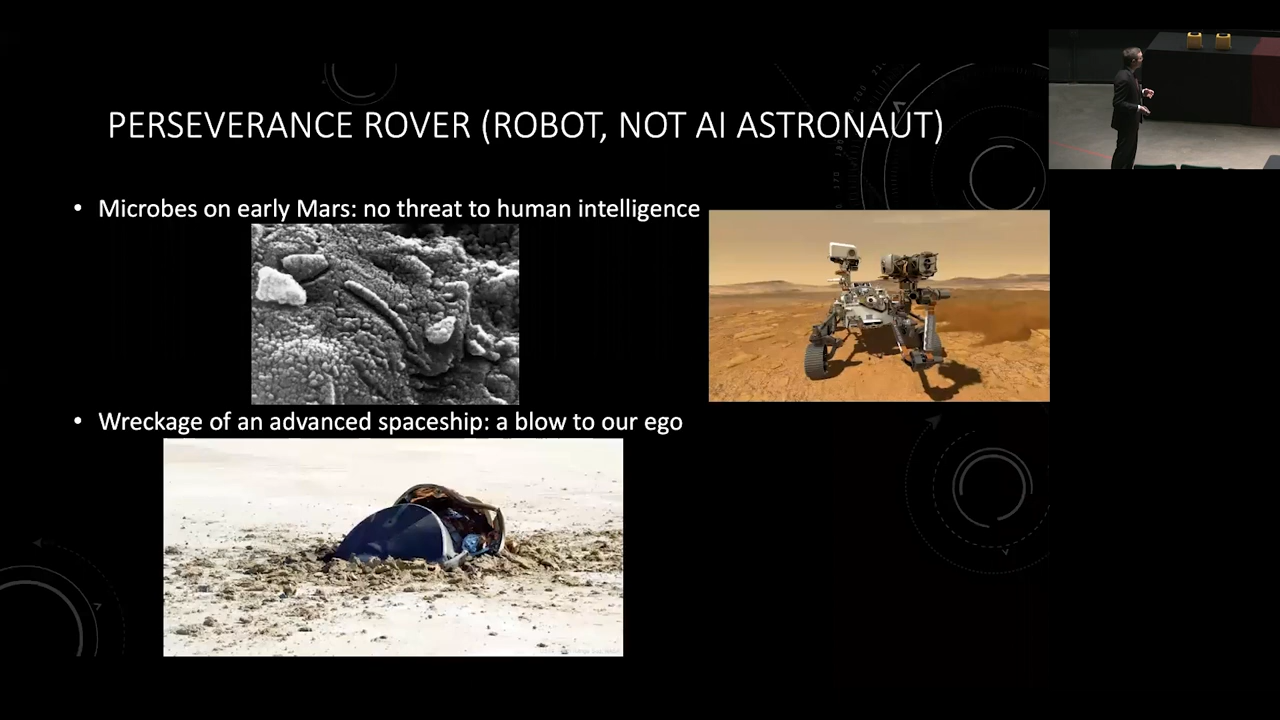 PERSEVERANCE ROVER (ROBOT, NOT AI ASTRONAUT)
• Microbes on early Mars: no threat to human intelligence
• Wreckage of an advanced spaceship: a blow to our ego